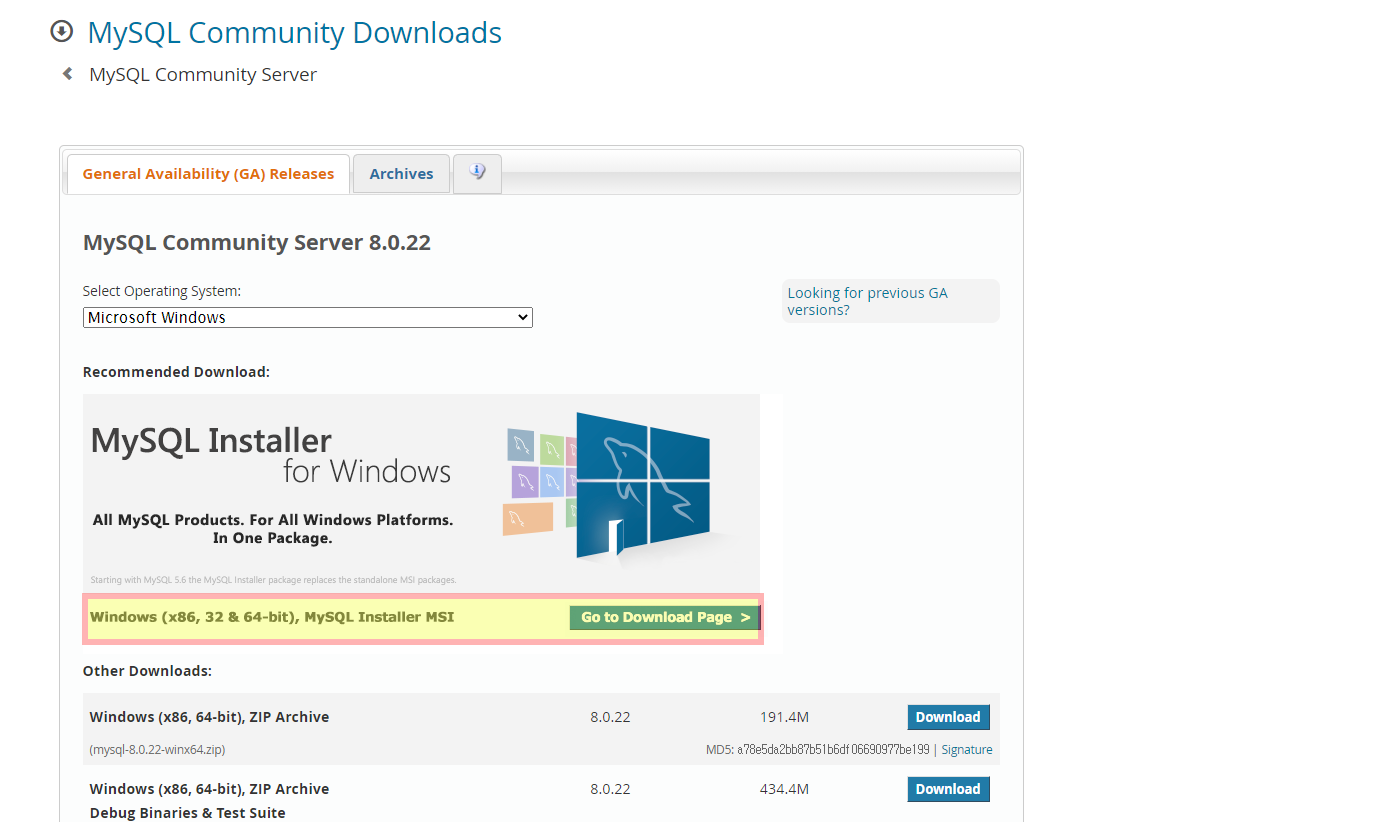 MySQL Community Downloads
MySQL Community Server
General Availability (GA) Releases
Archives
MySQL Community Server 8.0.22
Select Operating System:
Microsoft Windows
Looking for previous GA
versions?
Recommended Download:
MySQL Installer
for Windows
All MySQL Products. For All Windows Platforms.
In One Package.
Starting with MySQL 5.6 the MySQL Installer package replaces the standalone MSI packages.
Windows (x86, 32 & 64-bit), MySQL Installer MSI
Go to Download Page >
Other Downloads:
Windows (x86, 64-bit), ZIP Archive 8.0.22 191.4M Download
(mysql-8.0.22-winx64.zip) MD5: a78e5da2bb87b51b6df06690977be199 | Signature
Windows (x86, 64-bit), ZIP Archive 8.0.22 434.4M Download
Debug Binaries & Test Suite